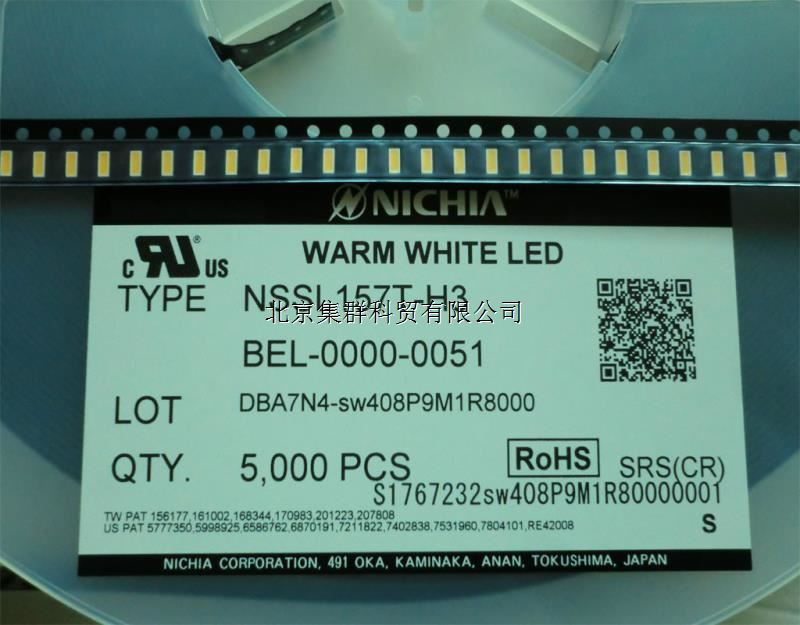 NICHIA™
WARM WHITE LED
c RU® US
TYPE NSSL157T-H3
北京集群科贸有限公司
BEL-0000-0051
LOT DBA7N4-sw408P9M1R8000
QTY. 5,000 PCS RoHS SRS(CR)
S1767232sw408P9M1R80000001
TW PAT 156177,161002,168344,170983,201223,207808
US PAT 5777350,5998925,6586762,6870191,7211822,7402838,7531960,7804101,RE42008
S
NICHIA CORPORATION, 491 OKA, KAMINAKA, ANAN, TOKUSHIMA, JAPAN